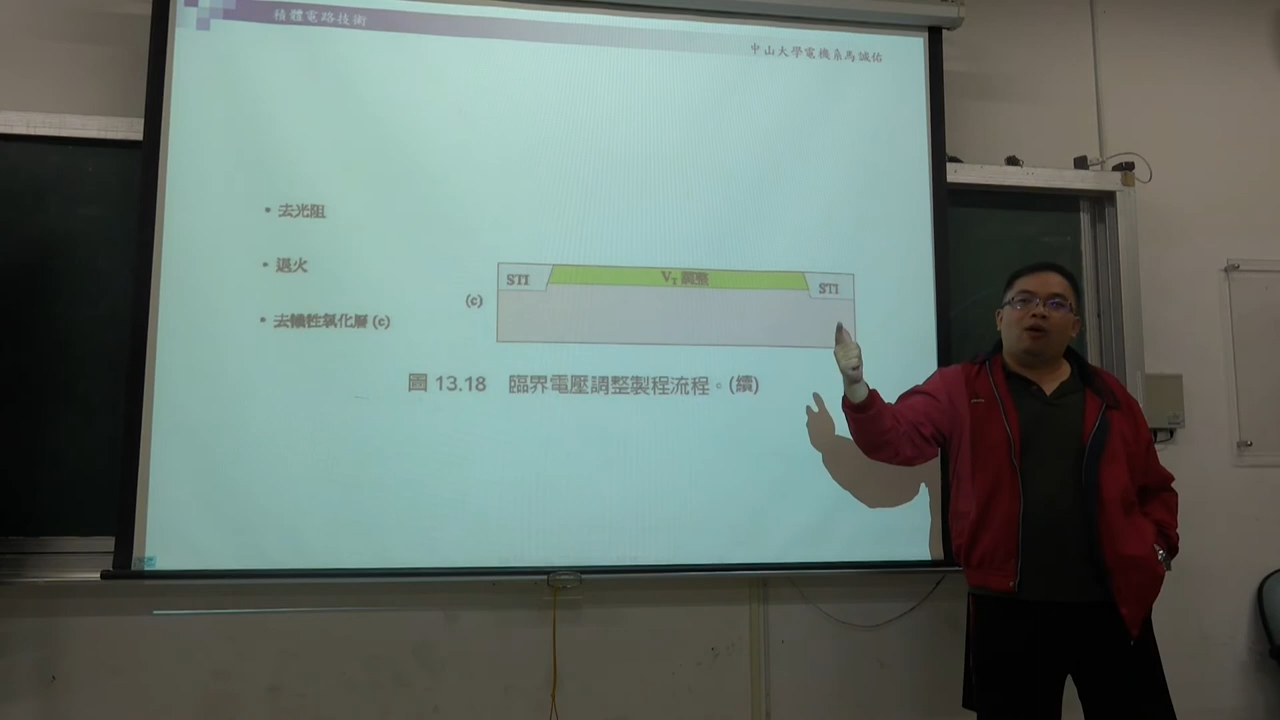 積體電路技術
中山大學電機系馬誠佑
• 去光阻
• 退火
• 去犧牲氧化層 (c)
(c)
STI
V_T 調整
STI
圖 13.18 臨界電壓調整製程流程。(續)